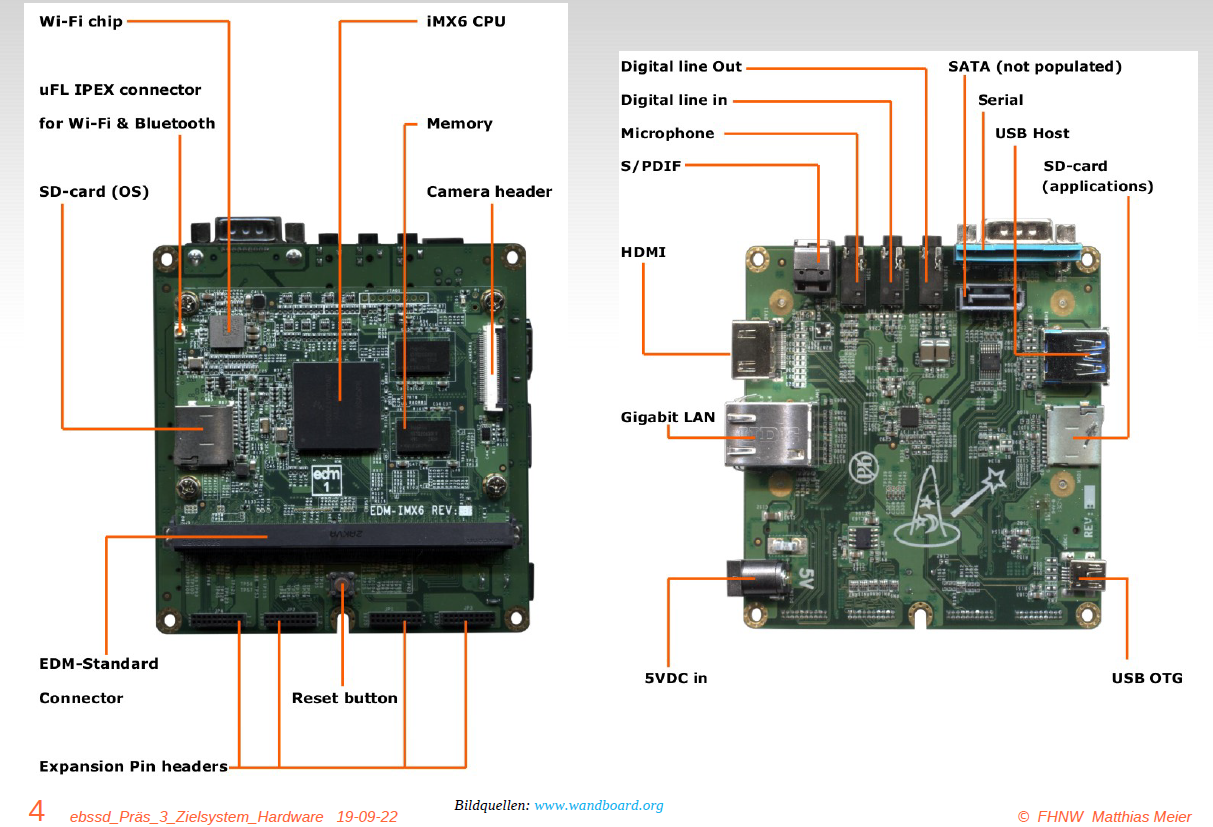 Wi-Fi chip
iMX6 CPU
uFL IPEX connector
for Wi-Fi & Bluetooth
Memory
SD-card (OS)
Camera header
edm
1
EDM-IMX6 REV:
EDM-Standard
Connector
Reset button
Expansion Pin headers
Digital line Out
SATA (not populated)
Digital line in
Serial
Microphone
USB Host
S/PDIF
SD-card
(applications)
HDMI
Gigabit LAN
REV.
5V
5VDC in
USB OTG
4
ebssd_Präs_3_Zielsystem_Hardware 19-09-22
Bildquellen: www.wandboard.org
© FHNW Matthias Meier